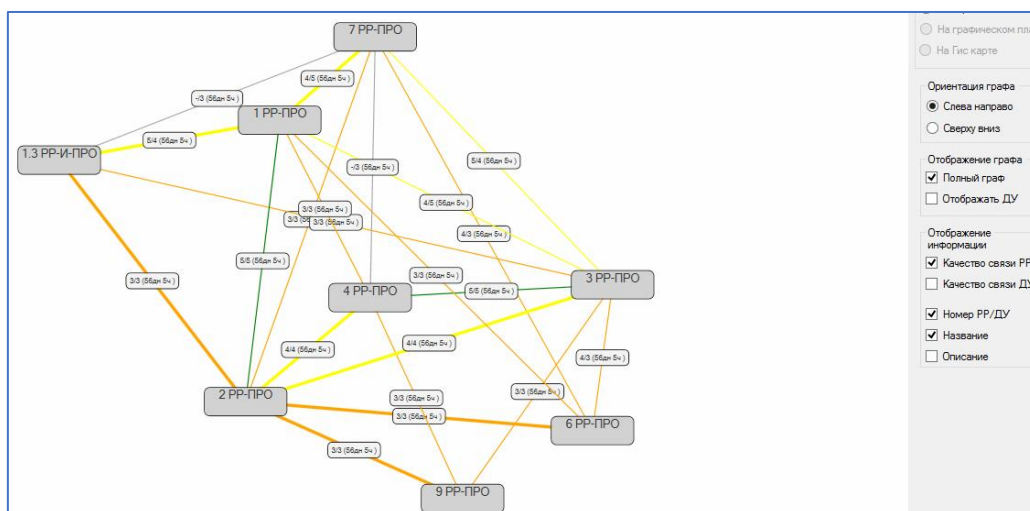 7 РР-ПРО
4/5 (56дн 5ч )
-/3 (56дн 5ч )
1 РР-ПРО
5/4 (56дн 5ч )
1.3 РР-И-ПРО
-/3 (56дн 5ч )
5/4 (56дн 5ч )
4/5 (56дн 5ч )
3/3 (56дн 5ч )
3/3 (56дн 5ч )
4/3 (56дн 5ч )
5/5 (56дн 5ч )
3/3 (56дн 5ч )
3/3 (56дн 5ч )
3 РР-ПРО
4 РР-ПРО
5/5 (56дн 5ч )
4/4 (56дн 5ч )
4/4 (56дн 5ч )
4/3 (56дн 5ч )
2 РР-ПРО
3/3 (56дн 5ч )
3/3 (56дн 5ч )
3/3 (56дн 5ч )
6 РР-ПРО
3/3 (56дн 5ч )
9 РР-ПРО
На графическом пла
На Гис карте
Ориентация графа
Слева направо
Сверху вниз
Отображение графа
Полный граф
Отображать ДУ
Отображение
информации
Качество связи РР
Качество связи ДУ
Номер РР/ДУ
Название
Описание